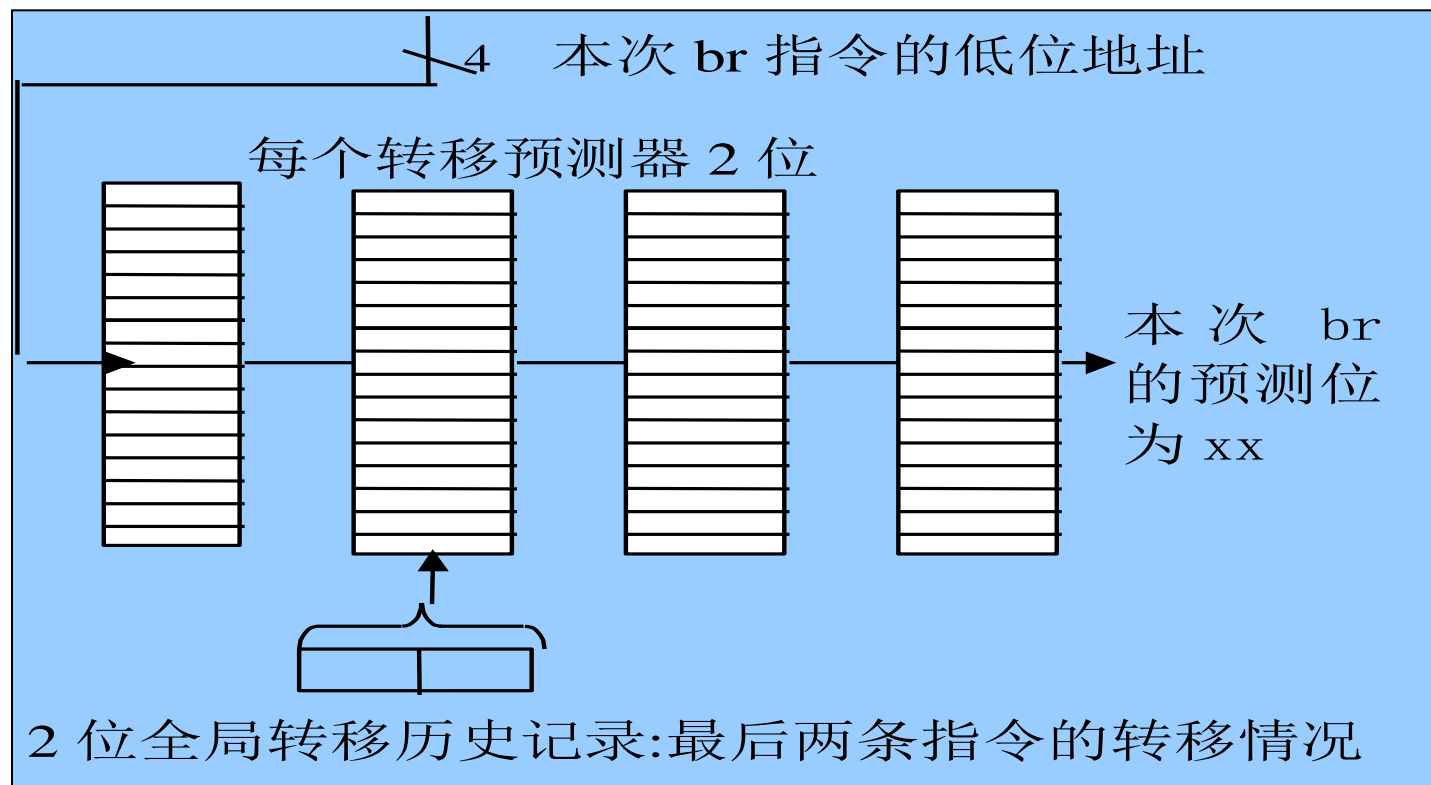 4 本次 br 指令的低位地址
每个转移预测器 2 位
本次 br
的预测位
为 xx
2 位全局转移历史记录:最后两条指令的转移情况